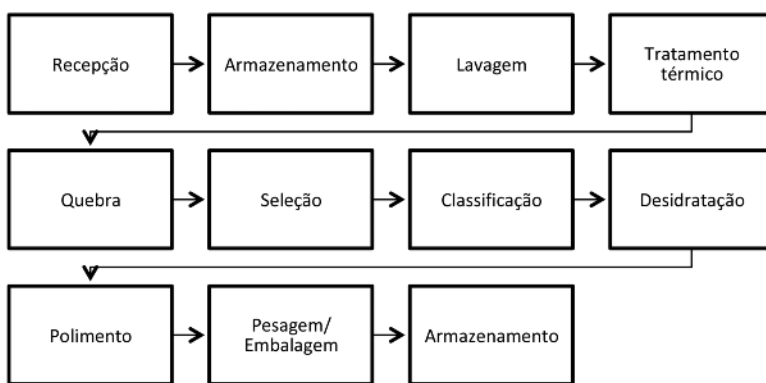 Recepção
Armazenamento
Lavagem
Tratamento
térmico
Quebra
Seleção
Classificação
Desidratação
Polimento
Pesagem/
Embalagem
Armazenamento